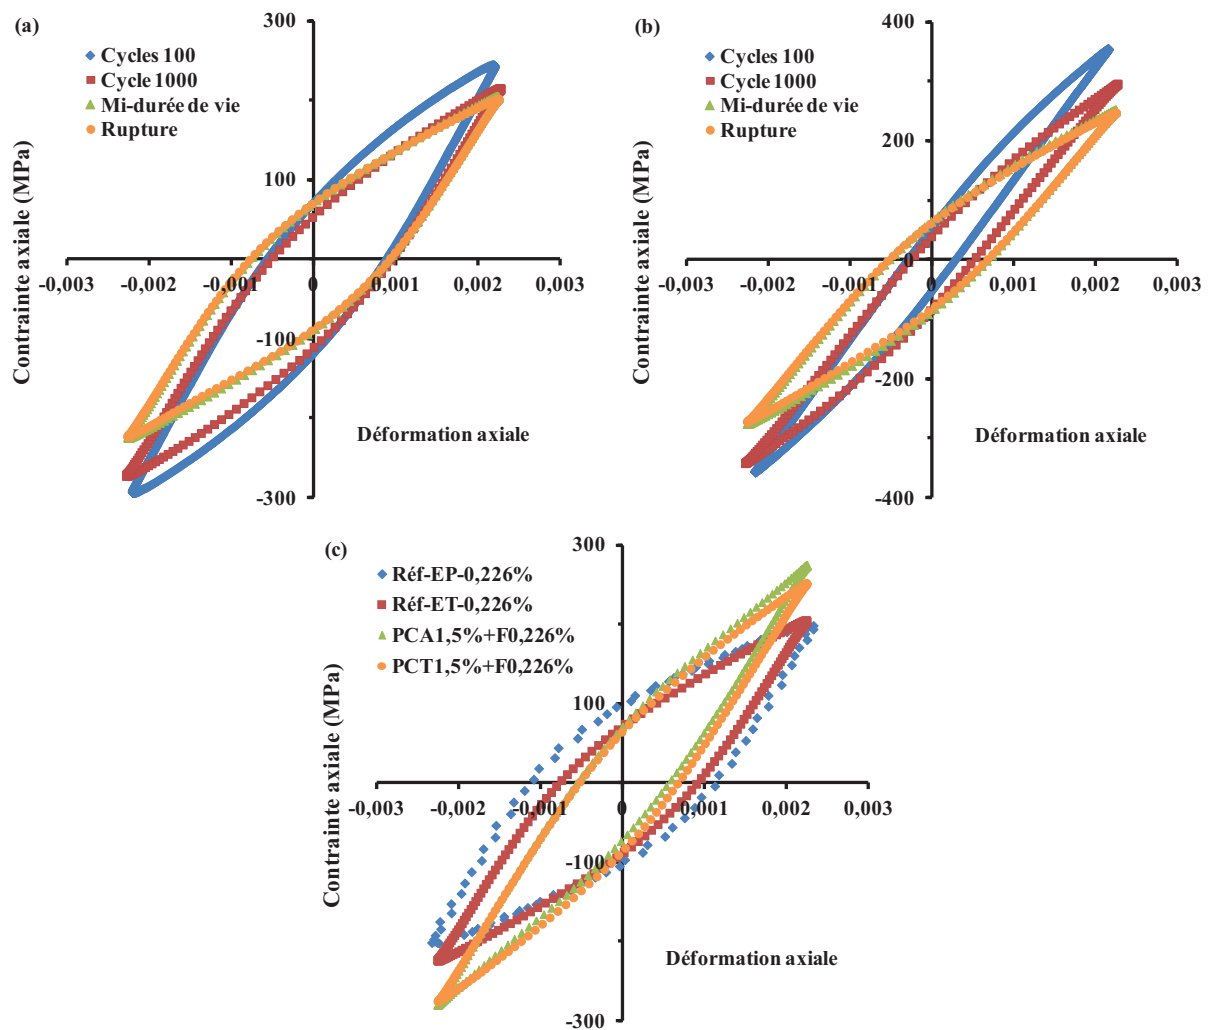 (a)
300
Cycles 100
Cycle 1000
Mi-durée de vie
Rupture
100
-0,003 -0,002 -0,001 0 0,001 0,002 0,003
-100
-300
Contrainte axiale (MPa)
Déformation axiale
(b)
400
Cycles 100
Cycle 1000
Mi-durée de vie
Rupture
200
0
-0,003 -0,002 -0,001 0 0,001 0,002 0,003
-200
-400
Contrainte axiale (MPa)
Déformation axiale
(c)
300
Réf-EP-0,226%
Réf-ET-0,226%
PCA1,5%+F0,226%
PCT1,5%+F0,226%
100
-0,003 -0,002 -0,001 0 0,001 0,002 0,003
-100
-300
Contrainte axiale (MPa)
Déformation axiale